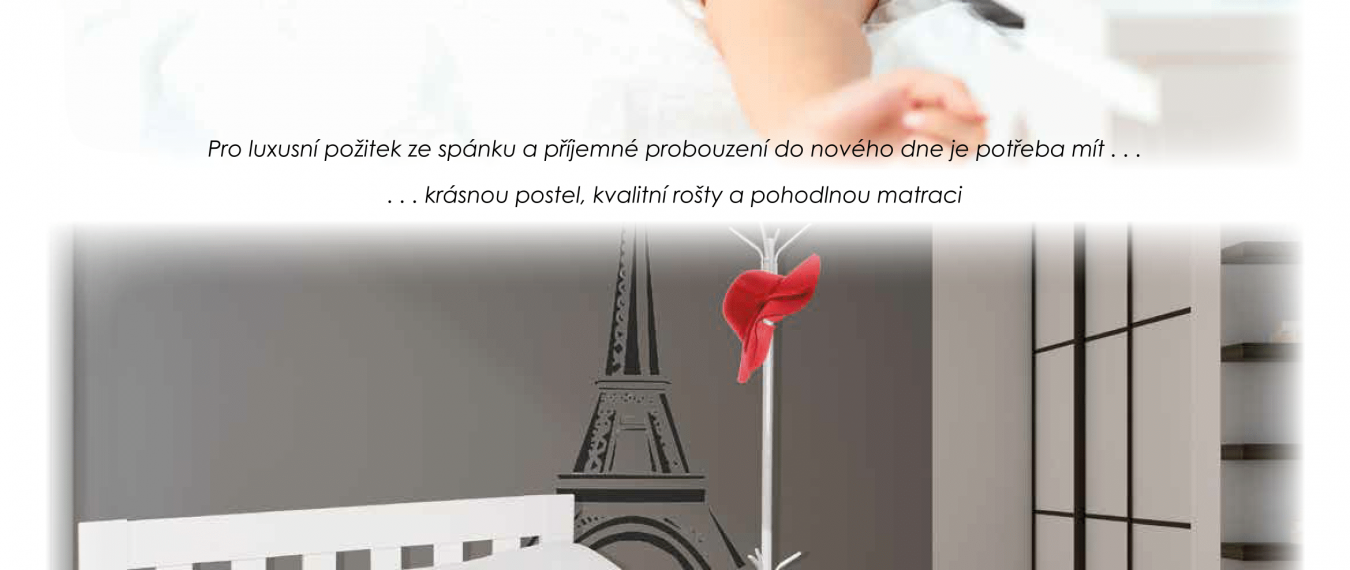 Pro luxusní požitek ze spánku a příjemné probouzení do nového dne je potřeba mít . . .
. . . krásnou postel, kvalitní rošty a pohodlnou matraci